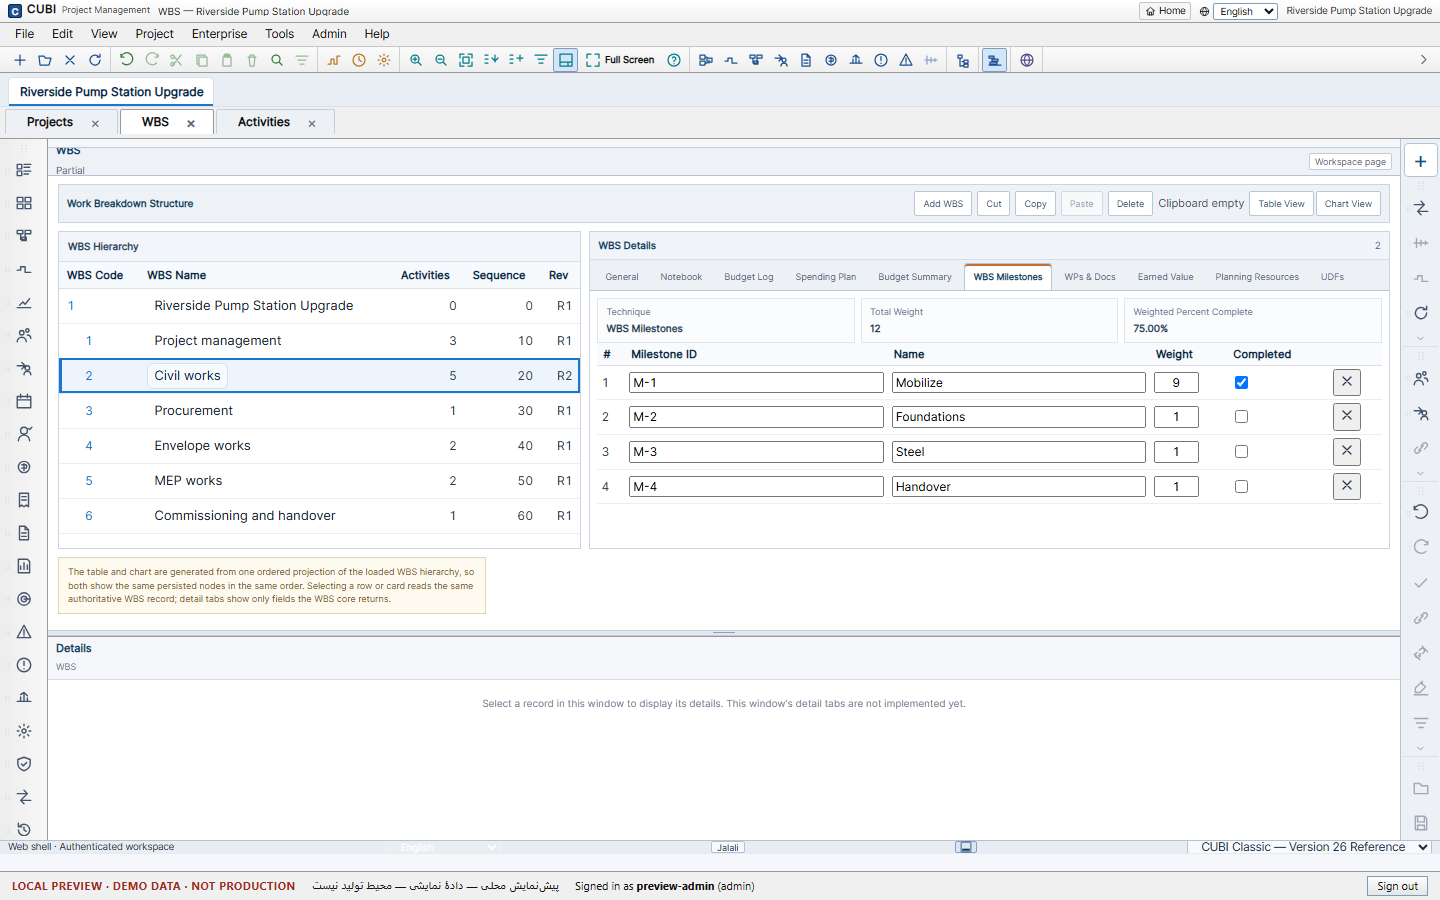 CUBI Project Management WBS — Riverside Pump Station Upgrade Home English Riverside Pump Station Upgrade
File Edit View Project Enterprise Tools Admin Help
Full Screen
Riverside Pump Station Upgrade
Projects WBS Activities
WBS
Partial
Workspace page
Work Breakdown Structure Add WBS Cut Copy Paste Delete Clipboard empty Table View Chart View
WBS Hierarchy
WBS Code WBS Name Activities Sequence Rev
1 Riverside Pump Station Upgrade 0 0 R1
1 Project management 3 10 R1
2 Civil works 5 20 R2
3 Procurement 1 30 R1
4 Envelope works 2 40 R1
5 MEP works 2 50 R1
6 Commissioning and handover 1 60 R1
WBS Details 2
General Notebook Budget Log Spending Plan Budget Summary WBS Milestones WPs & Docs Earned Value Planning Resources UDFs
Technique Total Weight Weighted Percent Complete
WBS Milestones 12 75.00%
# Milestone ID Name Weight Completed
1 M-1 Mobilize 9
2 M-2 Foundations 1
3 M-3 Steel 1
4 M-4 Handover 1
The table and chart are generated from one ordered projection of the loaded WBS hierarchy, so
both show the same persisted nodes in the same order. Selecting a row or card reads the same
authoritative WBS record; detail tabs show only fields the WBS core returns.
Details
WBS
Select a record in this window to display its details. This window's detail tabs are not implemented yet.
Web shell · Authenticated workspace English Jalali CUBI Classic — Version 26 Reference
LOCAL PREVIEW · DEMO DATA · NOT PRODUCTION پیش‌نمایش محلی — دادهٔ نمایشی — محیط تولید نیست Signed in as preview-admin (admin) Sign out